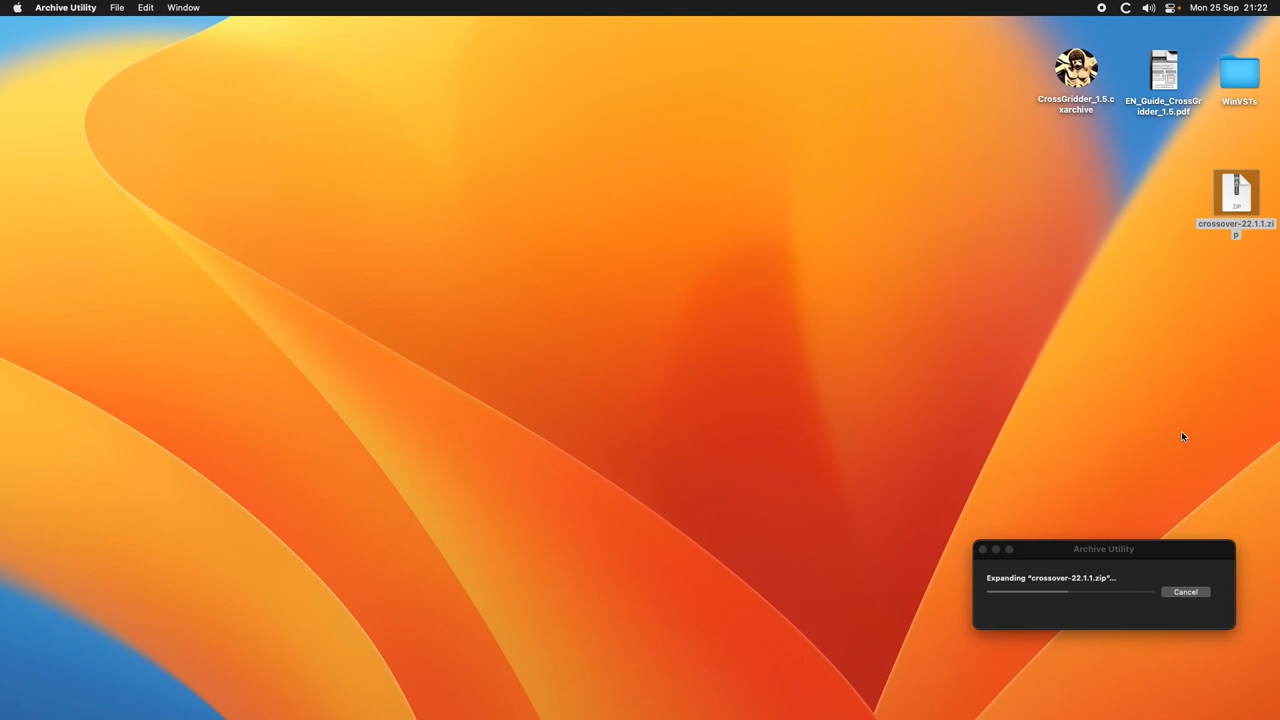 Archive Utility File Edit Window Mon 25 Sep 21:22
CrossGridder_1.5.c
xarchive
EN_Guide_CrossGr
idder_1.5.pdf
WinVSTs
ZIP
crossover-22.1.1.zi
p
Archive Utility
Expanding “crossover-22.1.1.zip”...
Cancel